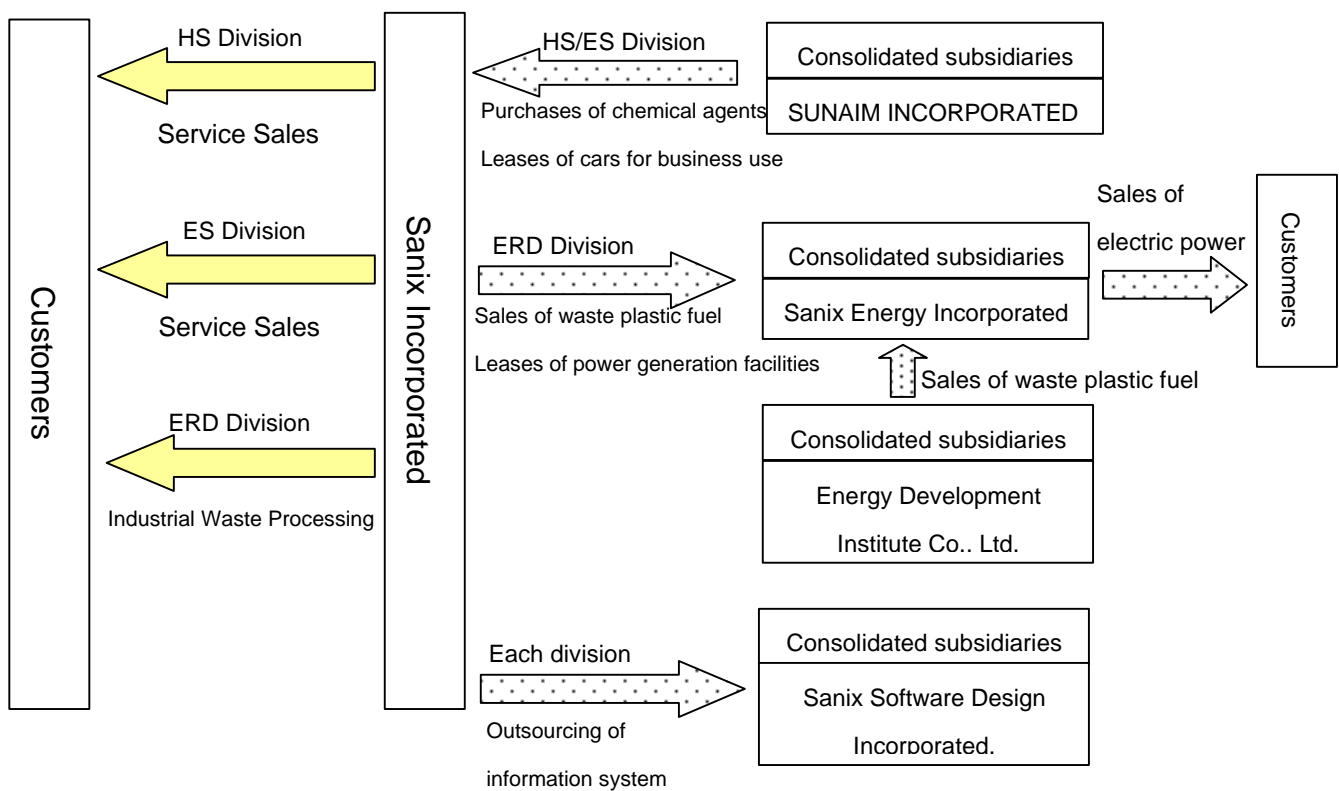 Customers
HS Division
Service Sales
ES Division
Service Sales
ERD Division
Industrial Waste Processing
Sanix Incorporated
HS/ES Division
Purchases of chemical agents
Leases of cars for business use
Consolidated subsidiaries
SUNAIM INCORPORATED
ERD Division
Sales of waste plastic fuel
Leases of power generation facilities
Consolidated subsidiaries
Sanix Energy Incorporated
Sales of
electric power
Customers
Sales of waste plastic fuel
Consolidated subsidiaries
Energy Development
Institute Co.. Ltd.
Each division
Outsourcing of
information system
Consolidated subsidiaries
Sanix Software Design
Incorporated.